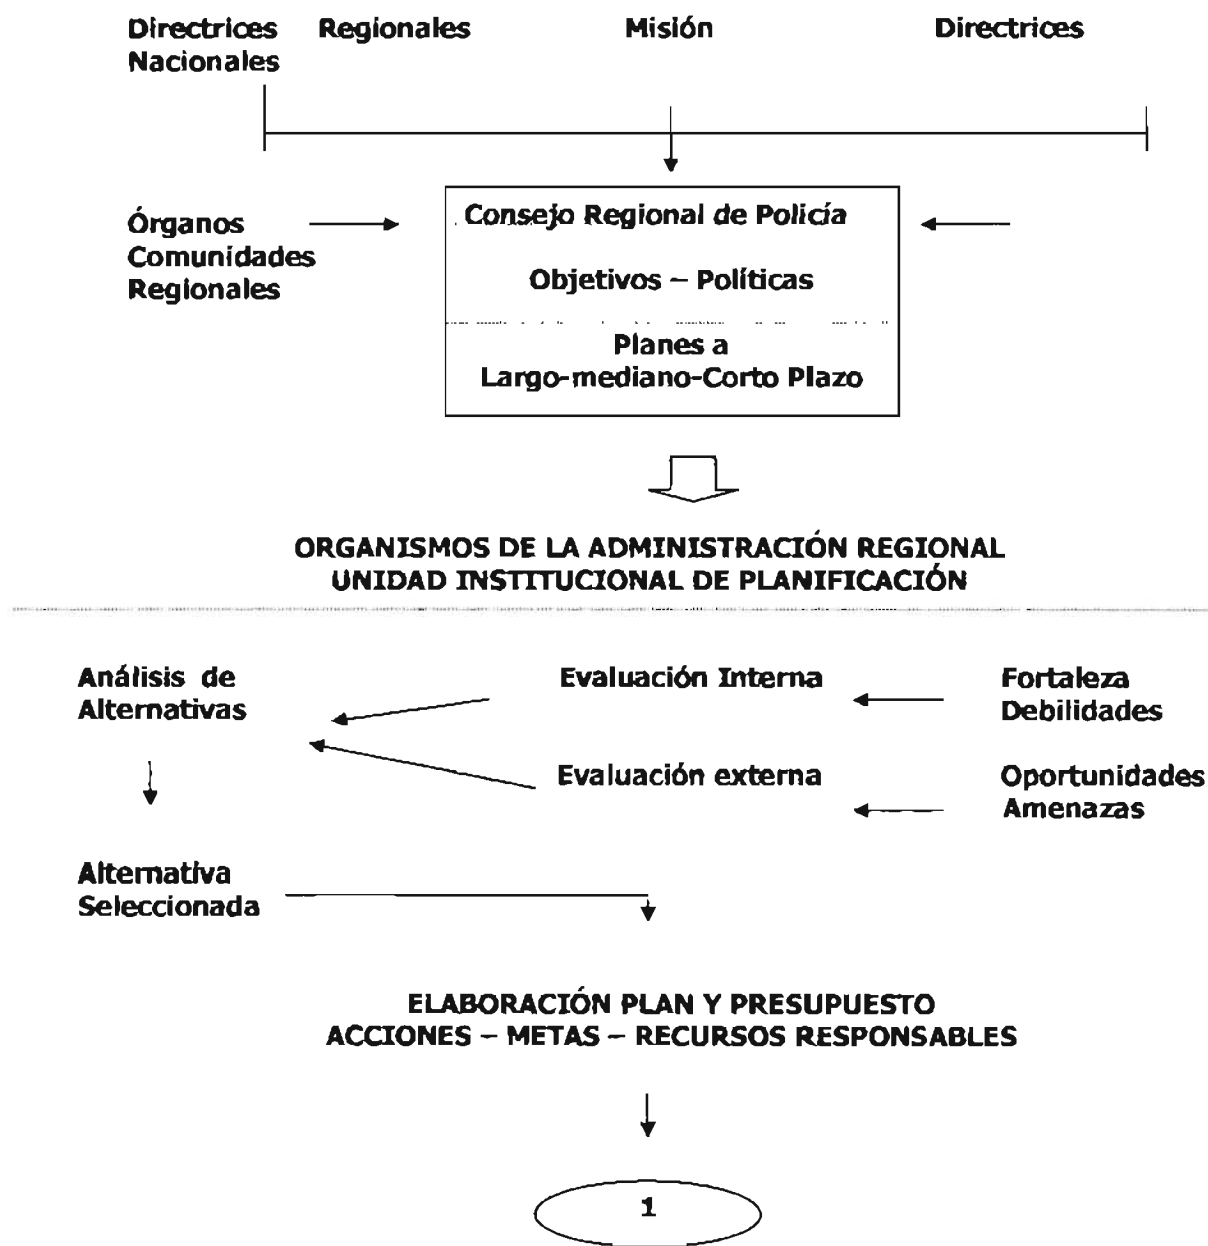 Directrices Regionales Misión Directrices
Nacionales
Órganos
Comunidades
Regionales
Consejo Regional de Policía
Objetivos – Políticas
Planes a
Largo-mediano-Corto Plazo
ORGANISMOS DE LA ADMINISTRACIÓN REGIONAL
UNIDAD INSTITUCIONAL DE PLANIFICACIÓN
Análisis de
Alternativas
Evaluación Interna
Fortaleza
Debilidades
Evaluación externa
Oportunidades
Amenazas
Alternativa
Seleccionada
ELABORACIÓN PLAN Y PRESUPUESTO
ACCIONES – METAS – RECURSOS RESPONSABLES
1